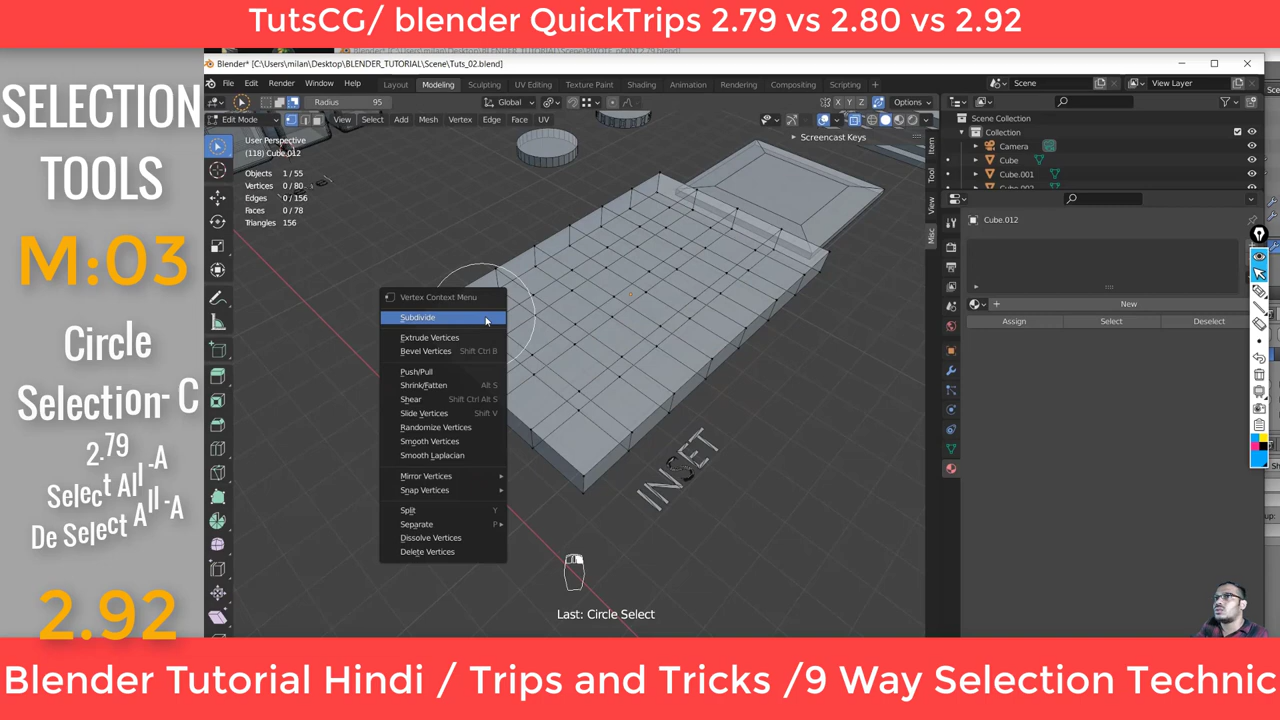 TutsCG/ blender QuickTrips 2.79 vs 2.80 vs 2.92
SELECTION
TOOLS
M:03
Circle
Selection- C
2.79
Select All -A
De Select All -A
2.92
Blender* [C:\Users\milan\Desktop\BLENDER_TUTORIAL\Scene\Tuts_02.blend]
File Edit Render Window Help Layout Modeling Sculpting UV Editing Texture Paint Shading Animation Rendering Compositing Scripting Scene View Layer
Radius 95 Global X Y Z Options
Edit Mode View Select Add Mesh Vertex Edge Face UV
User Perspective
(118) Cube.012
Objects 1 / 55
Vertices 0 / 80
Edges 0 / 156
Faces 0 / 78
Triangles 156
Screencast Keys
Item
Tool
View
Misc
Vertex Context Menu
Subdivide
Extrude Vertices
Bevel Vertices Shift Ctrl B
Push/Pull
Shrink/Fatten Alt S
Shear Shift Ctrl Alt S
Slide Vertices Shift V
Randomize Vertices
Smooth Vertices
Smooth Laplacian
Mirror Vertices
Snap Vertices
Split Y
Separate P
Dissolve Vertices
Delete Vertices
INSET
Last: Circle Select
Scene Collection
Collection
Camera
Cube
Cube.001
Cube.012
New
Assign Select Deselect
Blender Tutorial Hindi / Trips and Tricks /9 Way Selection Technic